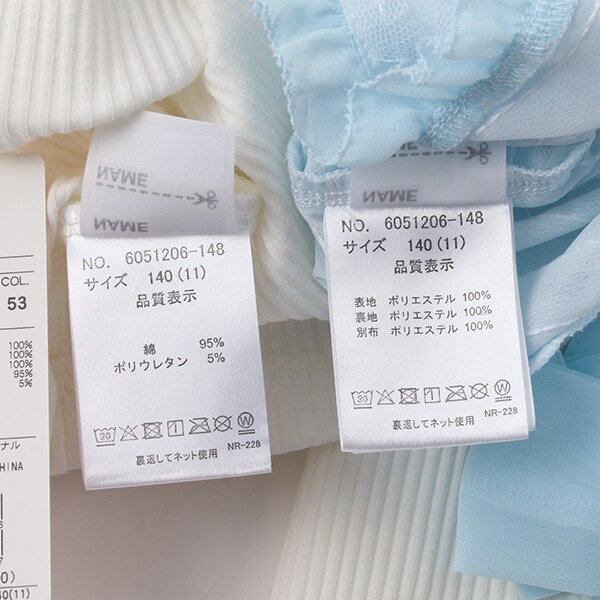 NAME
NAME
NO. 6051206-148
サイズ 140(11)
品質表示
綿 95%
ポリウレタン 5%
30
裏返してネット使用
NR-228
NAME
NO. 6051206-148
サイズ 140(11)
品質表示
表地 ポリエステル 100%
裏地 ポリエステル 100%
別布 ポリエステル 100%
30
裏返してネット使用
NR-228
COL.
53
100%
100%
100%
95%
5%